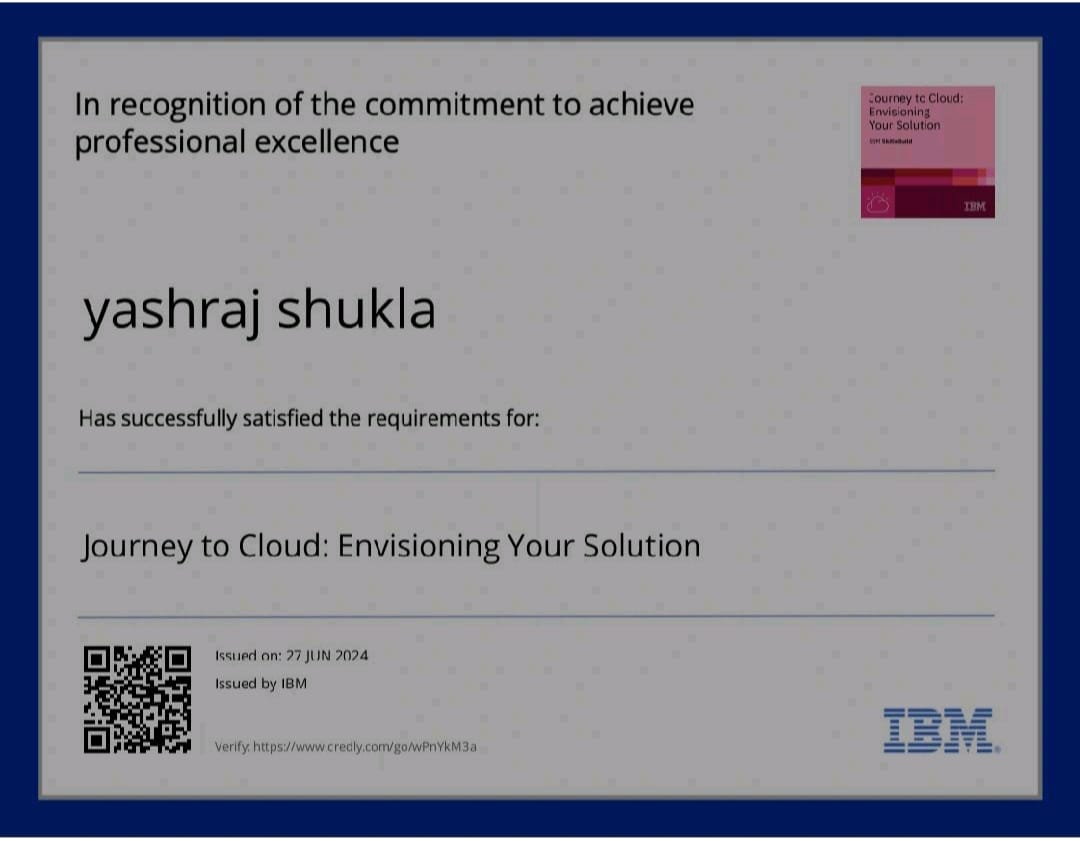 In recognition of the commitment to achieve
professional excellence
Journey to Cloud:
Envisioning
Your Solution
IBM SkillsBuild
IBM
yashraj shukla
Has successfully satisfied the requirements for:
Journey to Cloud: Envisioning Your Solution
Issued on: 27 JUN 2024
Issued by IBM
Verify: https://www.credly.com/go/wPnYkM3a
IBM